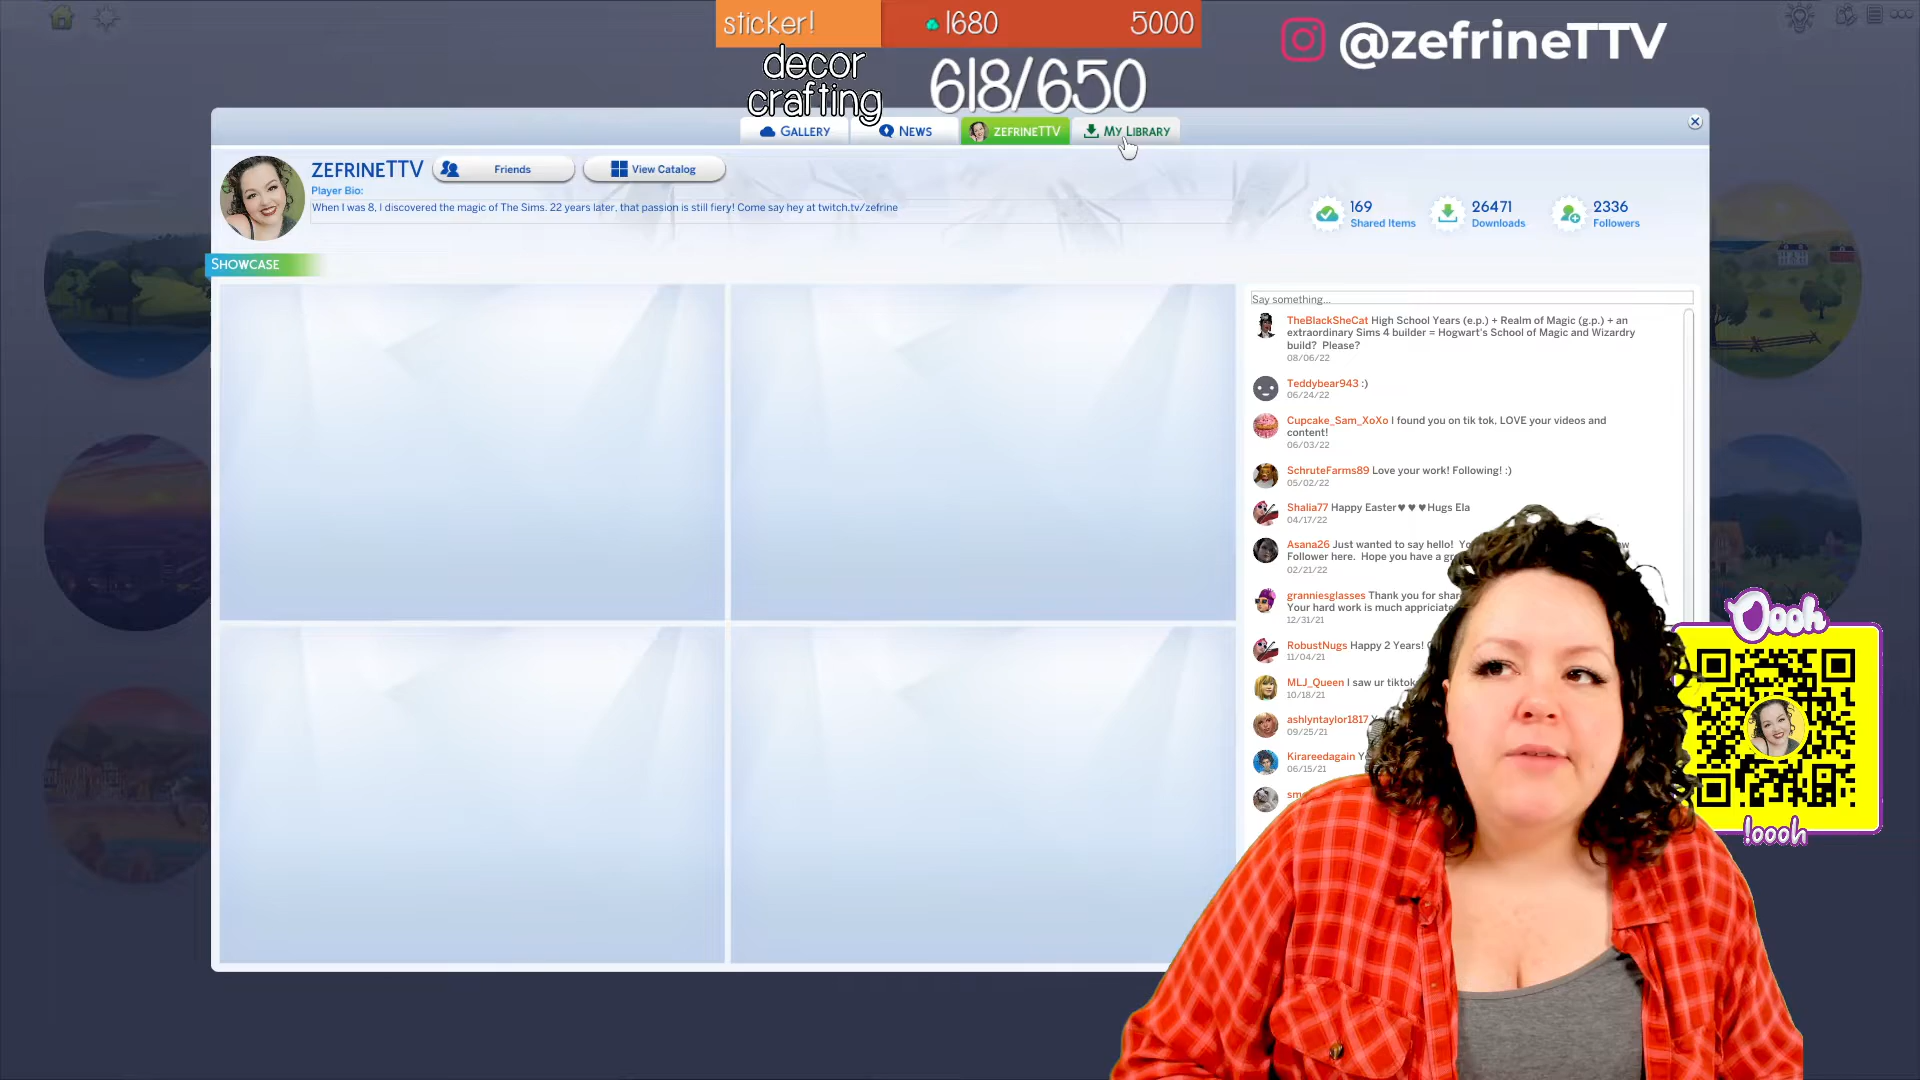 sticker! 1680 5000
@zefrineTTV
decor
crafting
618/650
GALLERY NEWS ZEFRINETTV MY LIBRARY
ZEFRINETTV Friends View Catalog
Player Bio:
When I was 8, I discovered the magic of The Sims. 22 years later, that passion is still fiery! Come say hey at twitch.tv/zefrine
169 26471 2336
Shared Items Downloads Followers
SHOWCASE
Say something...
TheBlackSheCat High School Years (e.p.) + Realm of Magic (g.p.) + an
extraordinary Sims 4 builder = Hogwart's School of Magic and Wizardry
build? Please?
08/06/22
Teddybear943 :)
06/24/22
Cupcake_Sam_XoXo I found you on tik tok, LOVE your videos and
content!
06/03/22
SchruteFarms89 Love your work! Following! :)
05/02/22
Shalia77 Happy Easter♥♥♥Hugs Ela
04/17/22
Asana26 Just wanted to say hello!
Follower here. Hope you have a
02/21/22
granniesglasses Thank you for
Your hard work is much
12/31/21
RobustNugs Happy 2 Years!
11/04/21
MLJ_Queen I saw ur tiktok
10/18/21
ashlyntaylor1817
09/25/21
Kirareedagain
06/15/21
Oooh
!oooh